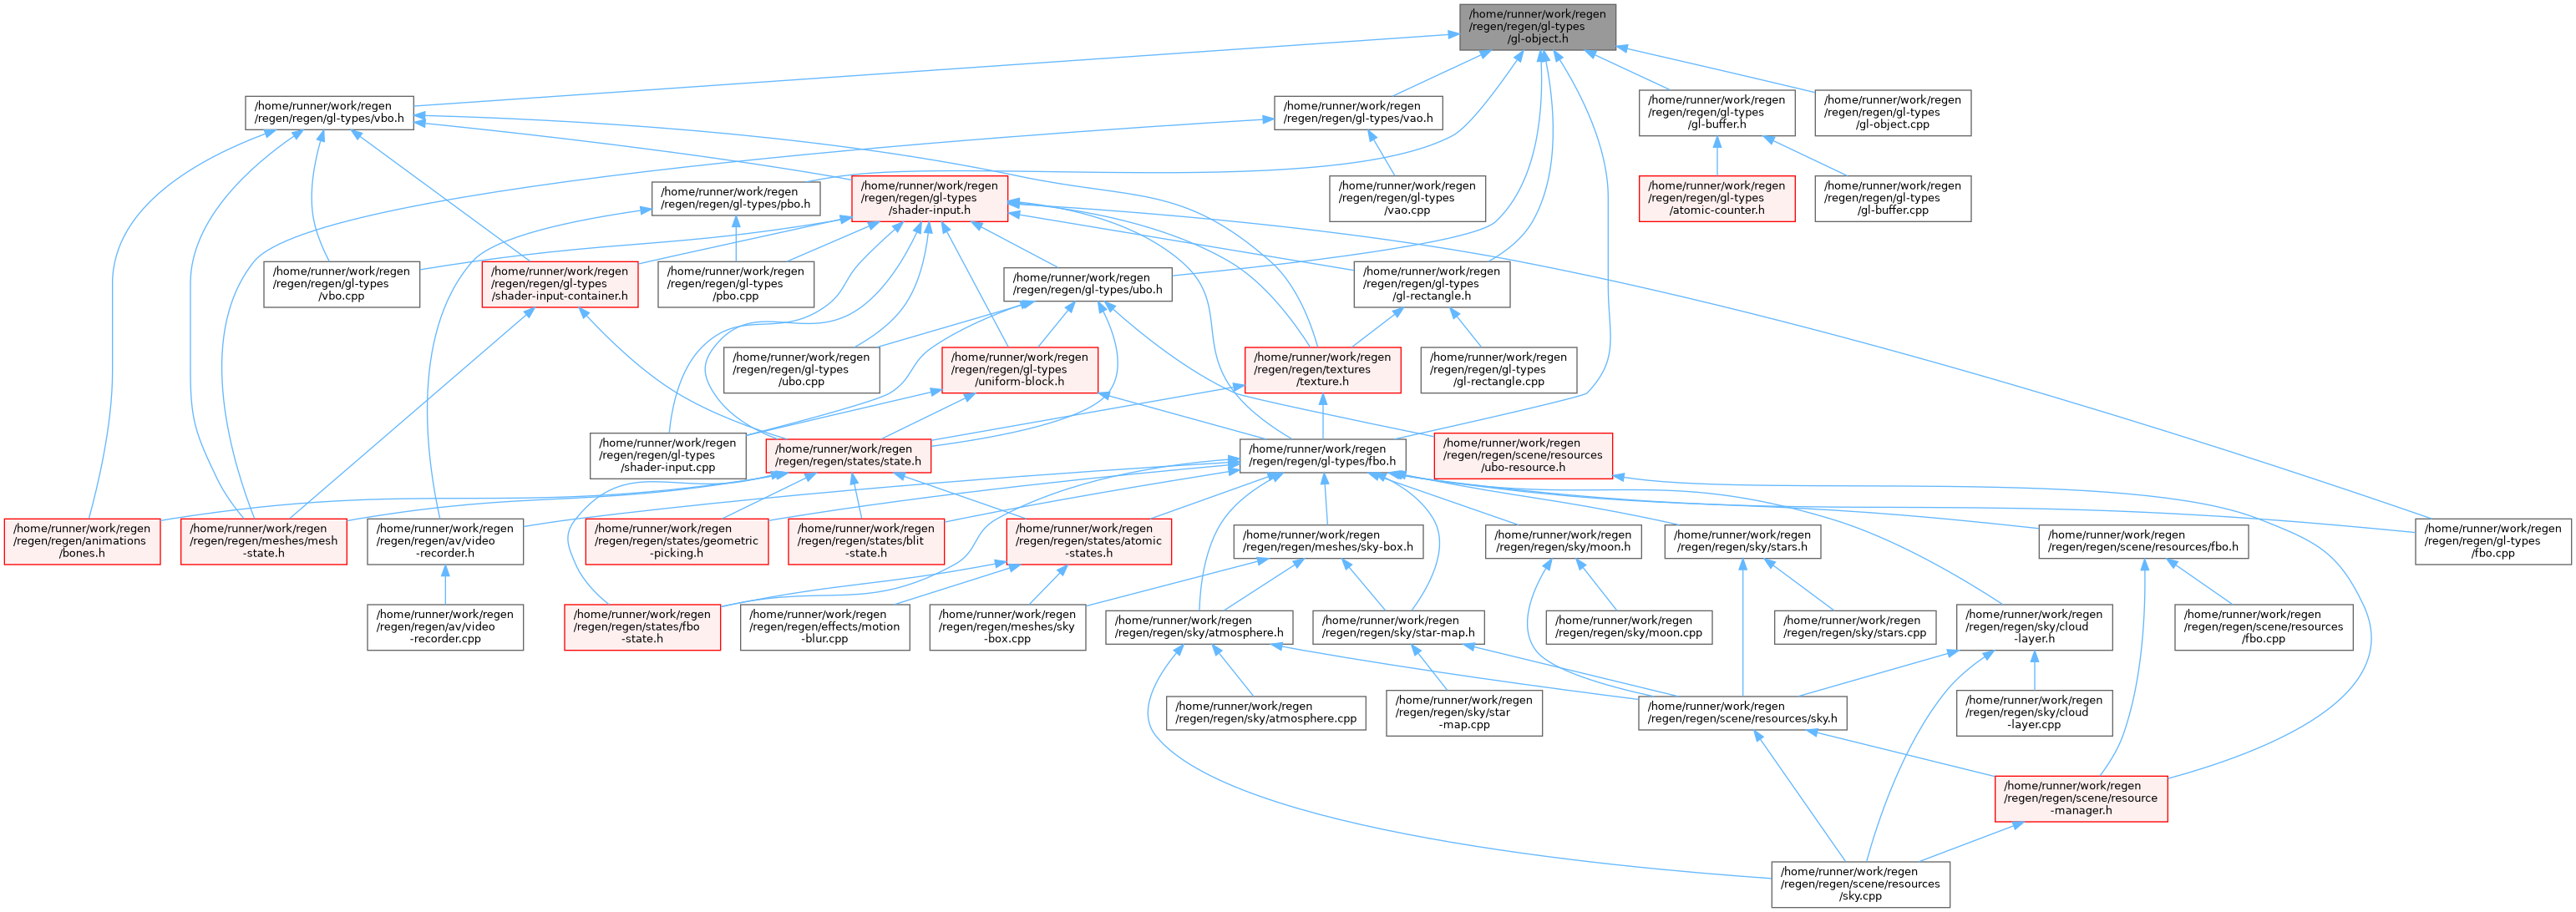 /home/runner/work/regen
/regen/regen/gl-types
/gl-object.h
/home/runner/work/regen
/regen/regen/gl-types/vbo.h
/home/runner/work/regen
/regen/regen/gl-types/vao.h
/home/runner/work/regen
/regen/regen/gl-types
/gl-buffer.h
/home/runner/work/regen
/regen/regen/gl-types
/gl-object.cpp
/home/runner/work/regen
/regen/regen/gl-types/pbo.h
/home/runner/work/regen
/regen/regen/gl-types
/shader-input.h
/home/runner/work/regen
/regen/regen/gl-types
/vao.cpp
/home/runner/work/regen
/regen/regen/gl-types
/atomic-counter.h
/home/runner/work/regen
/regen/regen/gl-types
/gl-buffer.cpp
/home/runner/work/regen
/regen/regen/gl-types
/vbo.cpp
/home/runner/work/regen
/regen/regen/gl-types
/shader-input-container.h
/home/runner/work/regen
/regen/regen/gl-types
/pbo.cpp
/home/runner/work/regen
/regen/regen/gl-types/ubo.h
/home/runner/work/regen
/regen/regen/gl-types
/gl-rectangle.h
/home/runner/work/regen
/regen/regen/gl-types
/ubo.cpp
/home/runner/work/regen
/regen/regen/gl-types
/uniform-block.h
/home/runner/work/regen
/regen/regen/textures
/texture.h
/home/runner/work/regen
/regen/regen/gl-types
/gl-rectangle.cpp
/home/runner/work/regen
/regen/regen/gl-types
/shader-input.cpp
/home/runner/work/regen
/regen/regen/states/state.h
/home/runner/work/regen
/regen/regen/gl-types/fbo.h
/home/runner/work/regen
/regen/regen/scene/resources
/ubo-resource.h
/home/runner/work/regen
/regen/regen/animations
/bones.h
/home/runner/work/regen
/regen/regen/meshes/mesh
-state.h
/home/runner/work/regen
/regen/regen/av/video
-recorder.h
/home/runner/work/regen
/regen/regen/states/geometric
-picking.h
/home/runner/work/regen
/regen/regen/states/blit
-state.h
/home/runner/work/regen
/regen/regen/states/atomic
-states.h
/home/runner/work/regen
/regen/regen/meshes/sky-box.h
/home/runner/work/regen
/regen/regen/sky/moon.h
/home/runner/work/regen
/regen/regen/sky/stars.h
/home/runner/work/regen
/regen/regen/scene/resources/fbo.h
/home/runner/work/regen
/regen/regen/gl-types
/fbo.cpp
/home/runner/work/regen
/regen/regen/av/video
-recorder.cpp
/home/runner/work/regen
/regen/regen/states/fbo
-state.h
/home/runner/work/regen
/regen/regen/effects/motion
-blur.cpp
/home/runner/work/regen
/regen/regen/meshes/sky
-box.cpp
/home/runner/work/regen
/regen/regen/sky/atmosphere.h
/home/runner/work/regen
/regen/regen/sky/star-map.h
/home/runner/work/regen
/regen/regen/sky/moon.cpp
/home/runner/work/regen
/regen/regen/sky/stars.cpp
/home/runner/work/regen
/regen/regen/sky/cloud
-layer.h
/home/runner/work/regen
/regen/regen/scene/resources
/fbo.cpp
/home/runner/work/regen
/regen/regen/sky/atmosphere.cpp
/home/runner/work/regen
/regen/regen/sky/star
-map.cpp
/home/runner/work/regen
/regen/regen/scene/resources/sky.h
/home/runner/work/regen
/regen/regen/sky/cloud
-layer.cpp
/home/runner/work/regen
/regen/regen/scene/resource
-manager.h
/home/runner/work/regen
/regen/regen/scene/resources
/sky.cpp